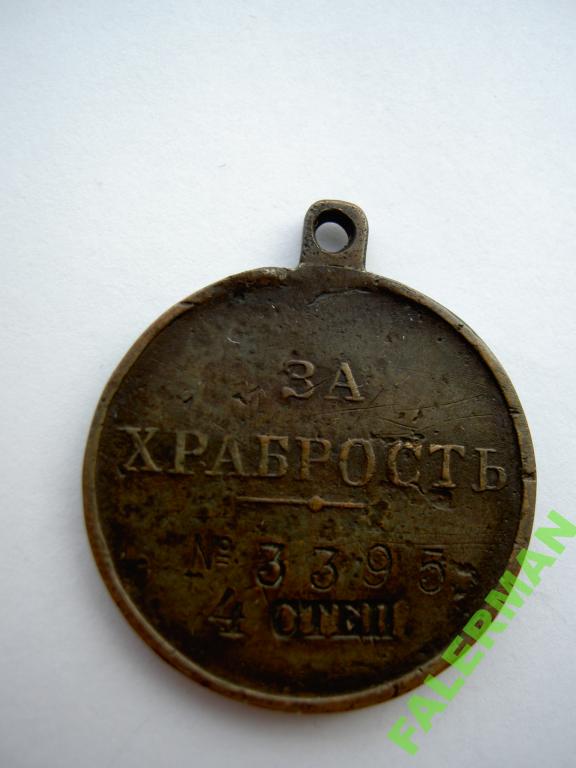 ЗА
ХРАБРОСТЬ
№ 3395
4 СТЕП
FALERMAN